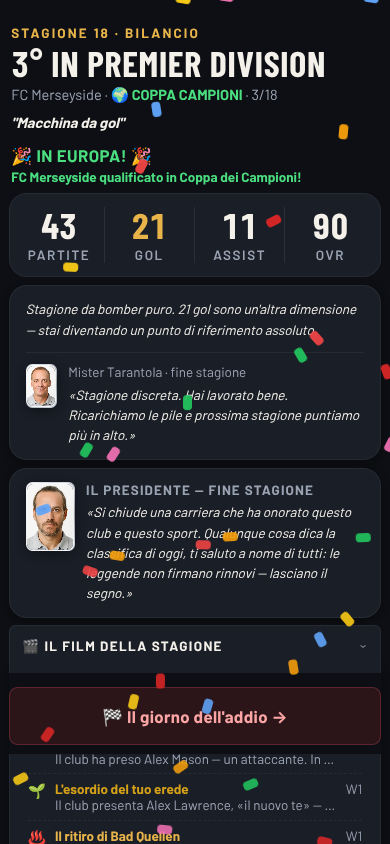 STAGIONE 18 · BILANCIO
3° IN PREMIER DIVISION
FC Merseyside · 🌍 COPPA CAMPIONI · 3/18
"Macchina da gol"
🎉 IN EUROPA! 🎉
FC Merseyside qualificato in Coppa dei Campioni!
43 21 11 90
PARTITE GOL ASSIST OVR
Stagione da bomber puro. 21 gol sono un'altra dimensione
— stai diventando un punto di riferimento assoluto.
Mister Tarantola · fine stagione
«Stagione discreta. Hai lavorato bene.
Ricarichiamo le pile e prossima stagione puntiamo
più in alto.»
IL PRESIDENTE — FINE STAGIONE
«Si chiude una carriera che ha onorato questo
club e questo sport. Qualunque cosa dica la
classifica di oggi, ti saluto a nome di tutti: le
leggende non firmano rinnovi — lasciano il
segno.»
🎬 IL FILM DELLA STAGIONE
🏁 Il giorno dell'addio →
Il club ha preso Alex Mason — un attaccante. In ...
🌱 L'esordio del tuo erede W1
Il club presenta Alex Lawrence, «il nuovo te» — ...
♨️ Il ritiro di Bad Quellen W1